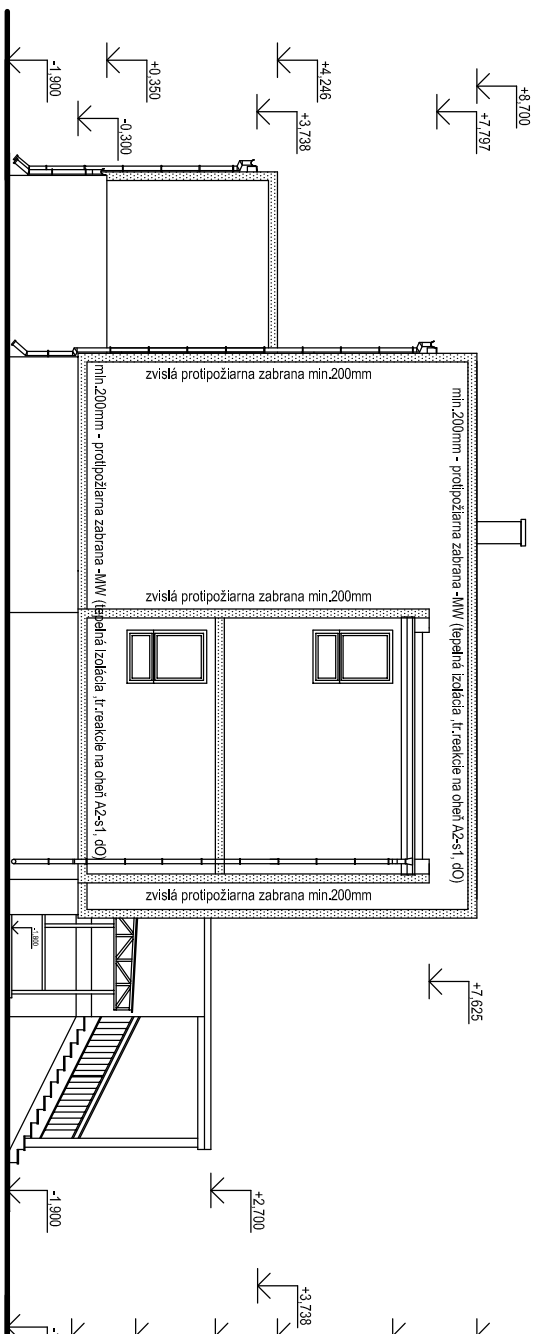 +8,700
+7,797
+4,246
+3,738
+0,350
-0,300
-1,900
min.200mm - protipožiarna zabrana -MW (tepelná izolácia ,tr.reakcie na oheň A2-s1, dO)
zvislá protipožiarna zabrana min.200mm
zvislá protipožiarna zabrana min.200mm
zvislá protipožiarna zabrana min.200mm
min.200mm - protipožiarna zabrana -MW (tepelná izolácia ,tr.reakcie na oheň A2-s1, dO)
-1,800
+7,625
+2,700
-1,900
+3,738